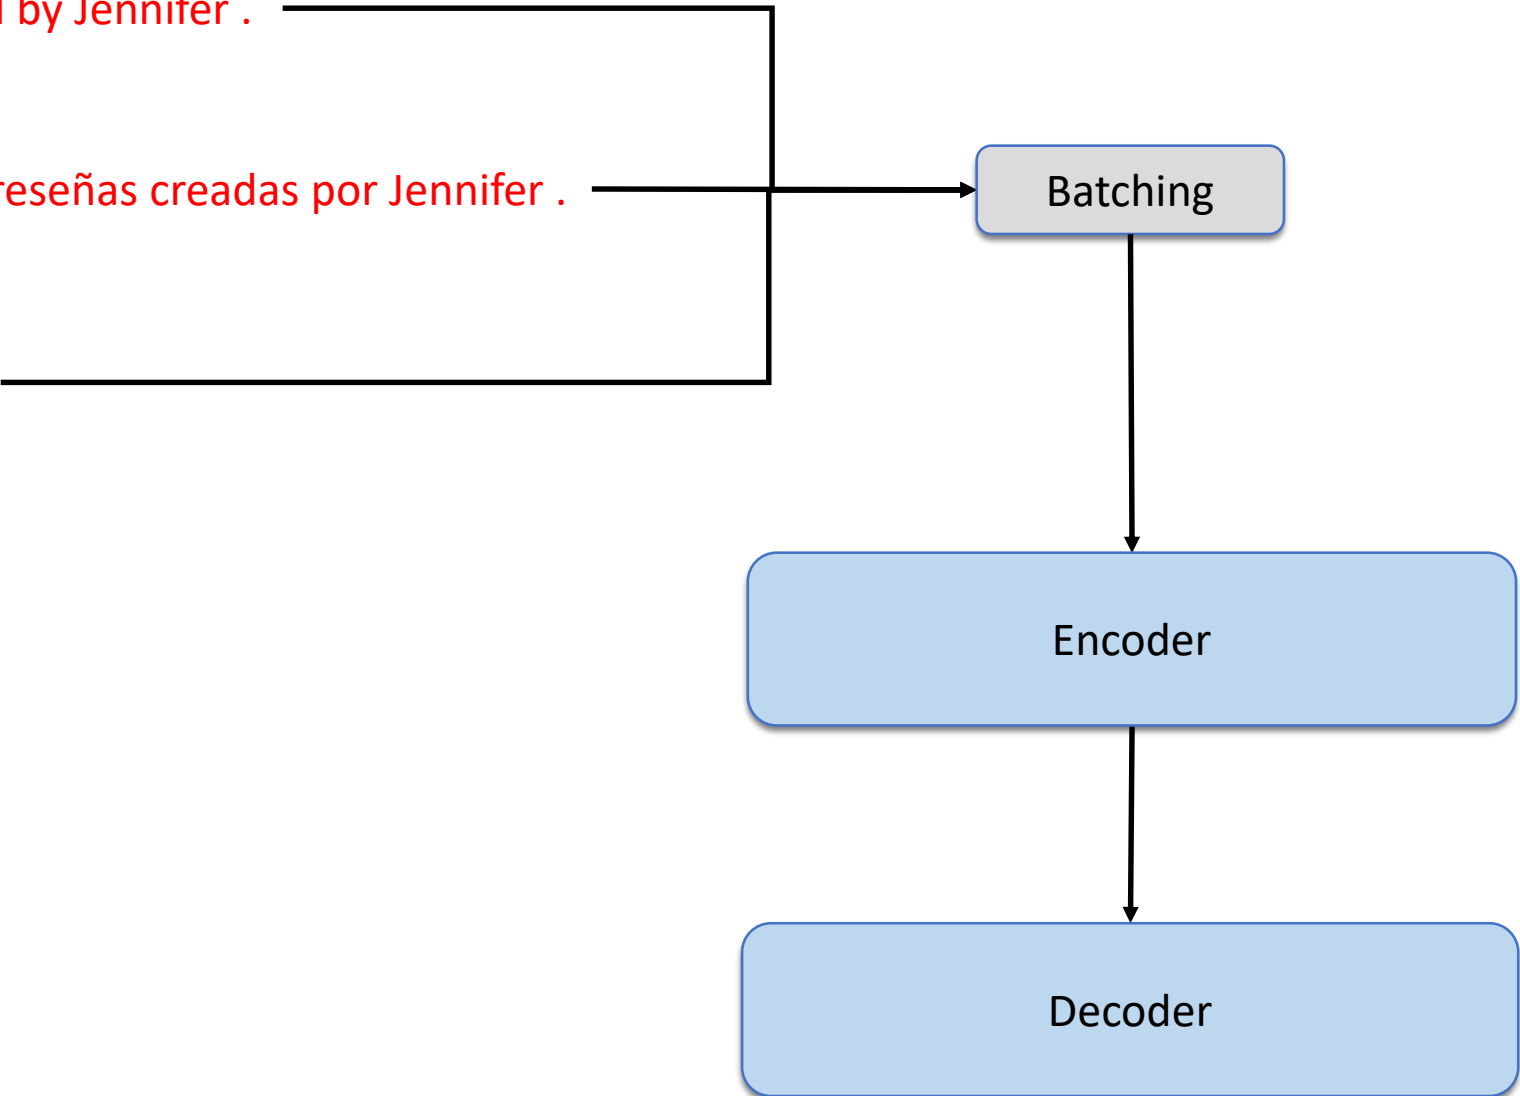 by Jennifer .
reseñas creadas por Jennifer .
Batching
Encoder
Decoder